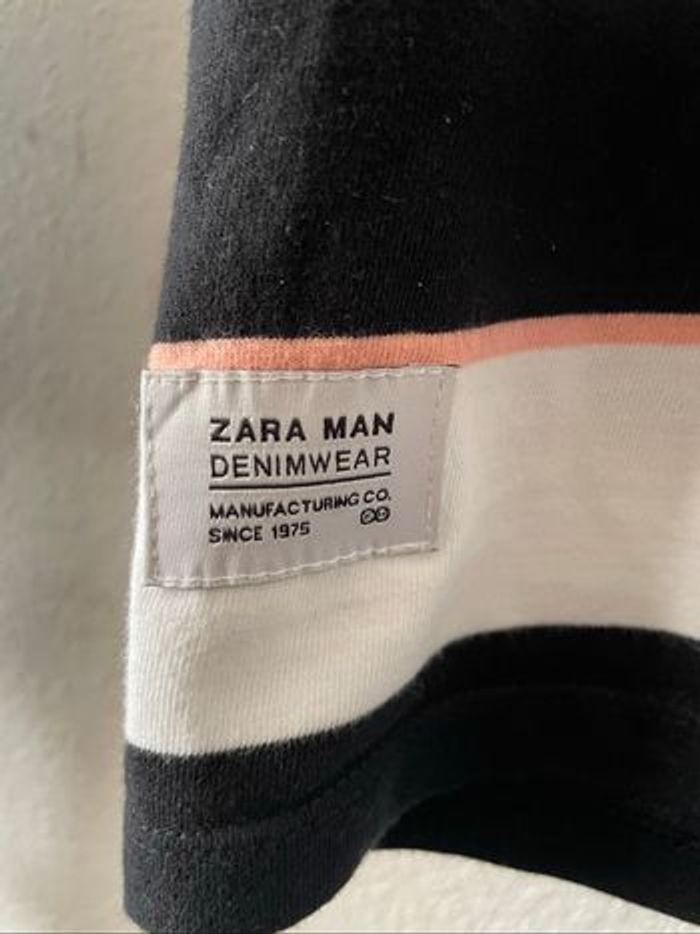 ZARA MAN
DENIMWEAR
MANUFACTURING CO.
SINCE 1975